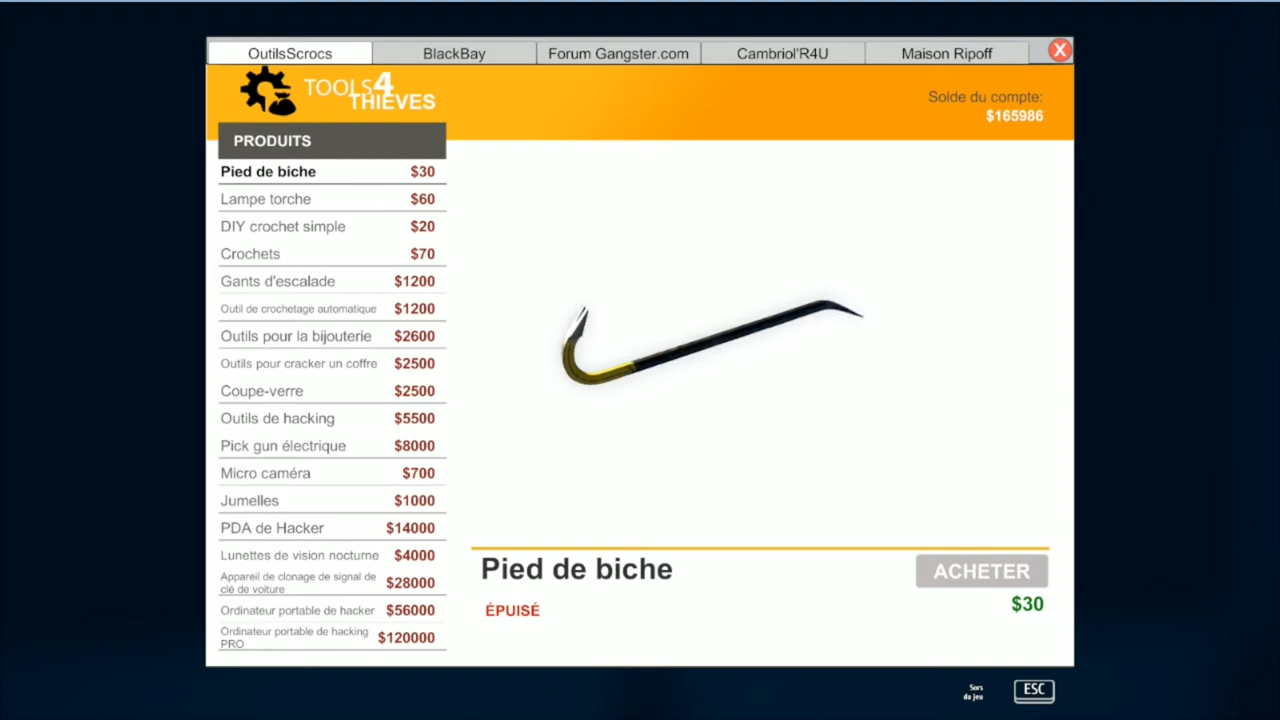 OutilsScrocs
BlackBay
Forum Gangster.com
Cambriol'R4U
Maison Ripoff
X
TOOLS4
THIEVES
Solde du compte:
$165986
PRODUITS
Pied de biche $30
Lampe torche $60
DIY crochet simple $20
Crochets $70
Gants d'escalade $1200
Outil de crochetage automatique $1200
Outils pour la bijouterie $2600
Outils pour cracker un coffre $2500
Coupe-verre $2500
Outils de hacking $5500
Pick gun électrique $8000
Micro caméra $700
Jumelles $1000
PDA de Hacker $14000
Lunettes de vision nocturne $4000
Appareil de clonage de signal de
clé de voiture $28000
Ordinateur portable de hacker $56000
Ordinateur portable de hacking
PRO $120000
Pied de biche
ACHETER
ÉPUISÉ
$30
Sors
du jeu
ESC